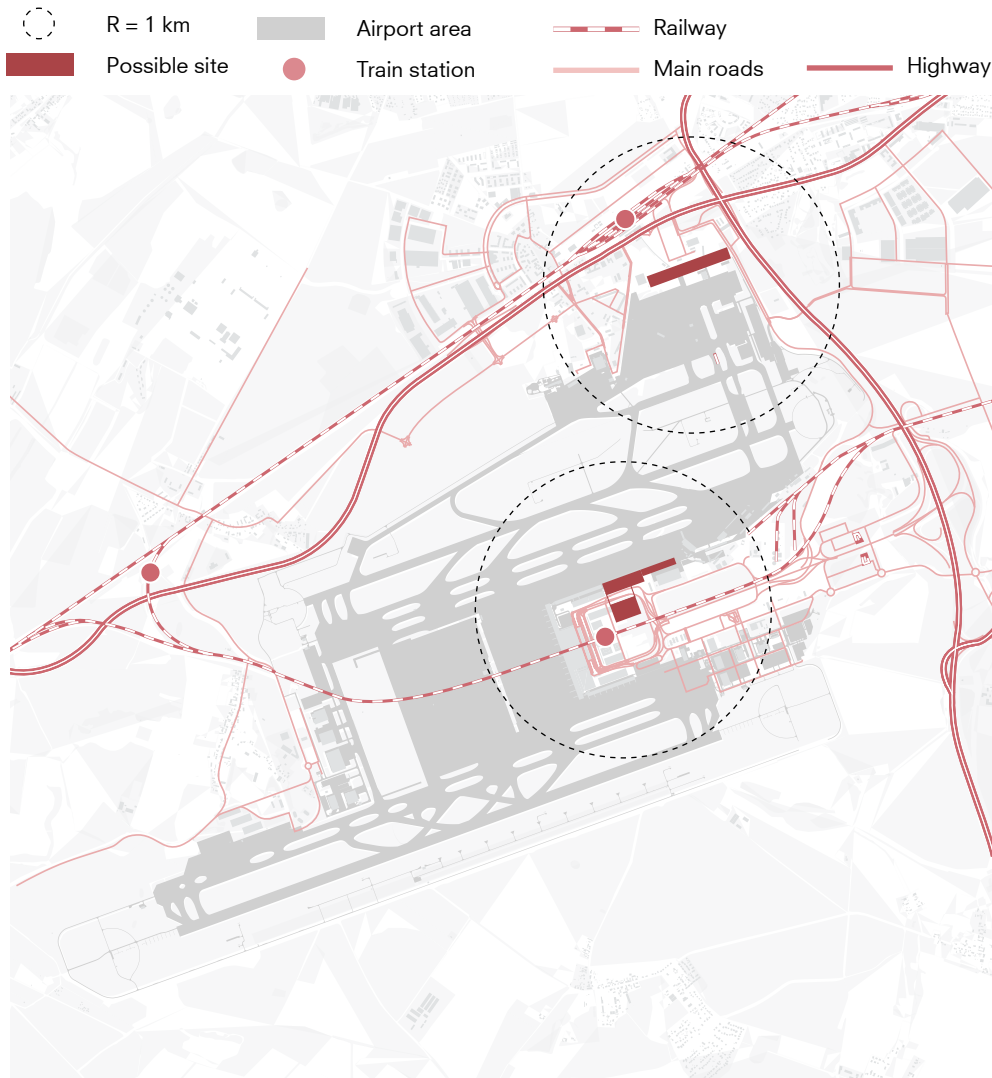 R = 1 km
Airport area
Railway
Possible site
Train station
Main roads
Highway